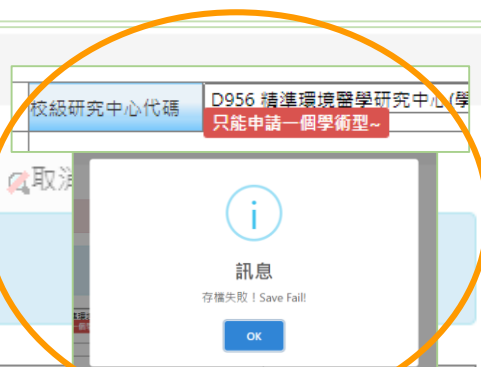 校級研究中心代碼
D956 精準環境醫學研究中心(學
只能申請一個學術型~
取消
i
訊息
存檔失敗！Save Fail!
OK